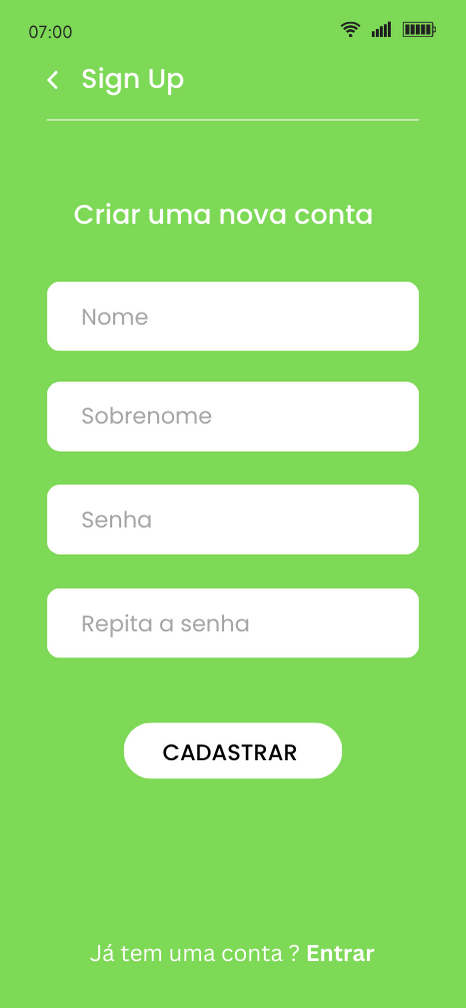 07:00
Sign Up
Criar uma nova conta
Nome
Sobrenome
Senha
Repita a senha
CADASTRAR
Já tem uma conta ? Entrar